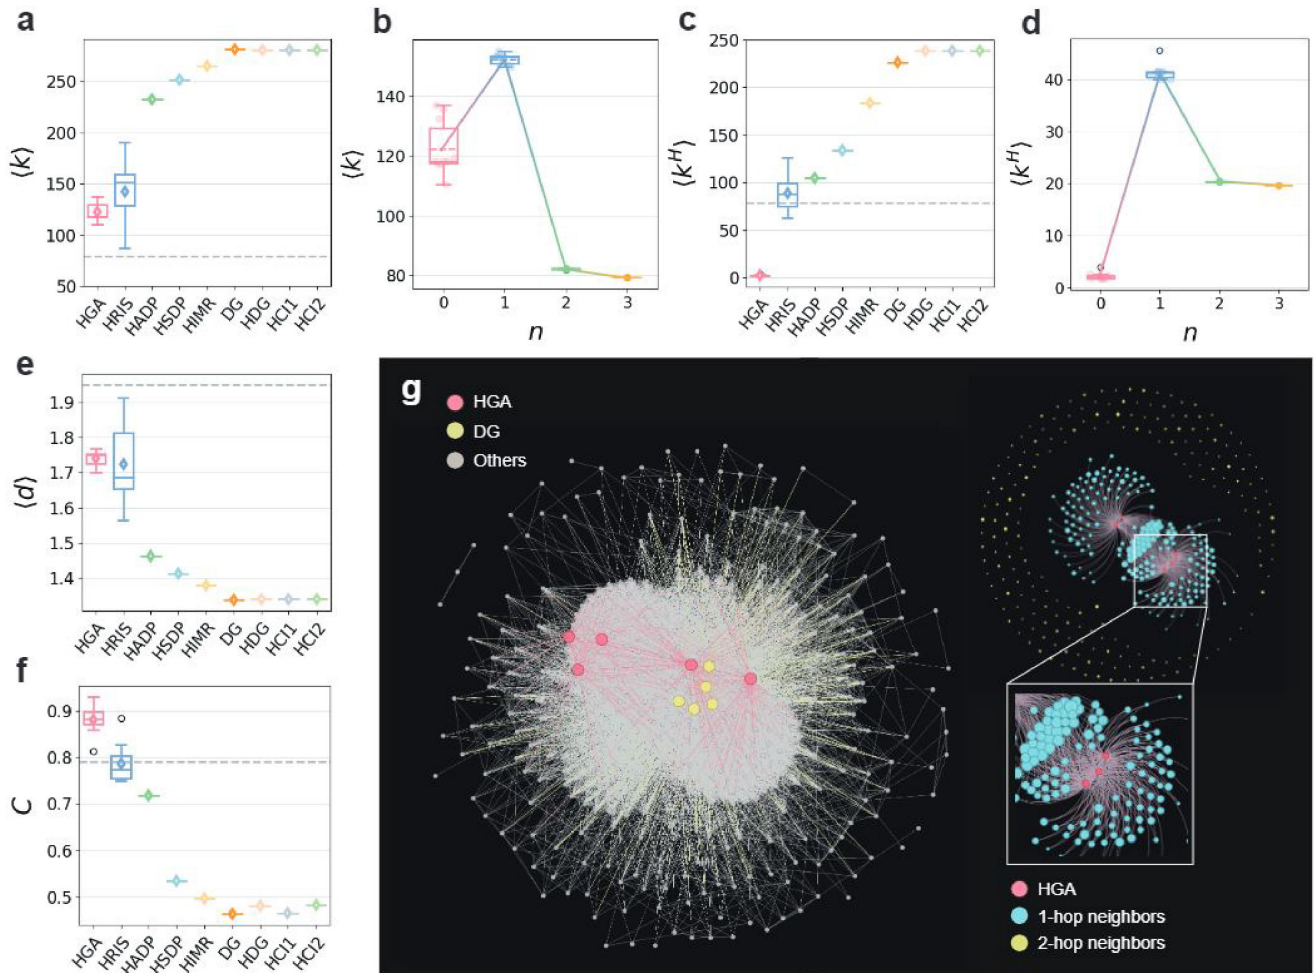 a
⟨k⟩
250
200
150
100
50
HGA
HRIS
HADP
HSDP
HIMR
DG
HDG
HCI1
HCI2
b
⟨k⟩
140
120
100
80
0 1 2 3
n
c
⟨k^H⟩
250
200
150
100
50
0
HGA
HRIS
HADP
HSDP
HIMR
DG
HDG
HCI1
HCI2
d
⟨k^H⟩
40
30
20
10
0
0 1 2 3
n
e
⟨d⟩
1.9
1.8
1.7
1.6
1.5
1.4
HGA
HRIS
HADP
HSDP
HIMR
DG
HDG
HCI1
HCI2
f
C
0.9
0.8
0.7
0.6
0.5
HGA
HRIS
HADP
HSDP
HIMR
DG
HDG
HCI1
HCI2
g
HGA
DG
Others
HGA
1-hop neighbors
2-hop neighbors